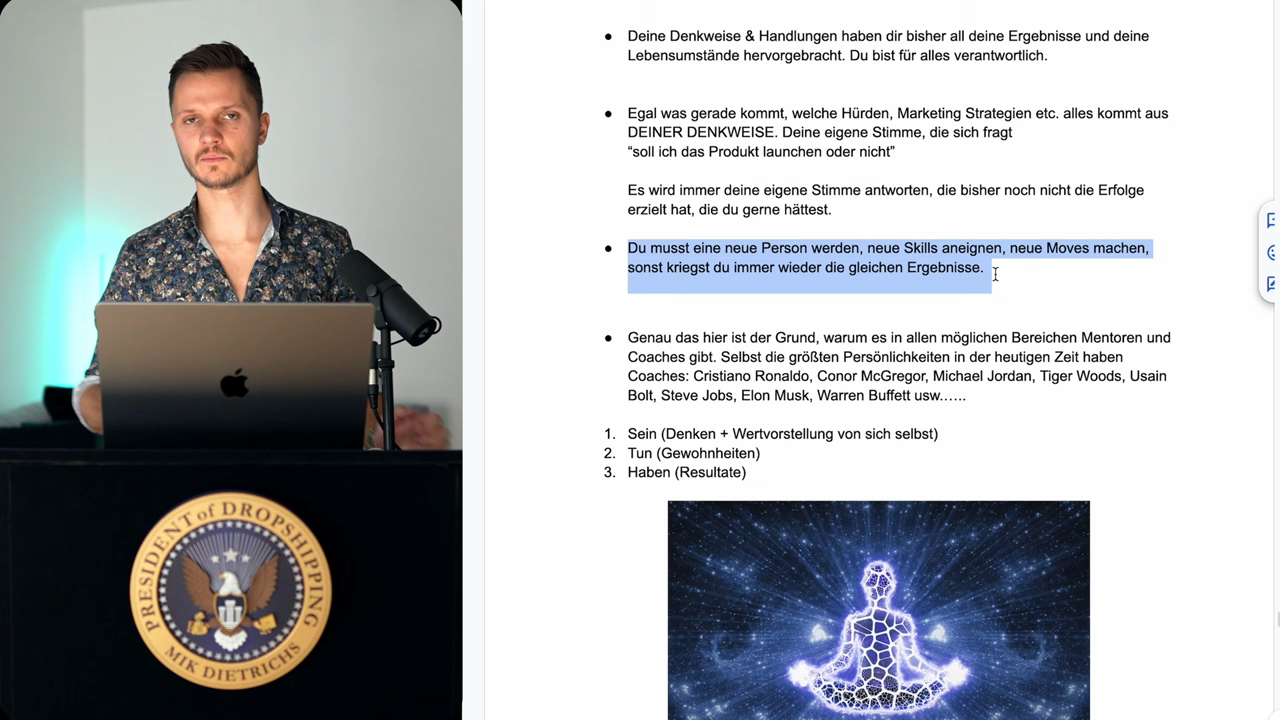 ● Deine Denkweise & Handlungen haben dir bisher all deine Ergebnisse und deine
Lebensumstände hervorgebracht. Du bist für alles verantwortlich.
● Egal was gerade kommt, welche Hürden, Marketing Strategien etc. alles kommt aus
DEINER DENKWEISE. Deine eigene Stimme, die sich fragt
“soll ich das Produkt launchen oder nicht”
Es wird immer deine eigene Stimme antworten, die bisher noch nicht die Erfolge
erzielt hat, die du gerne hättest.
● Du musst eine neue Person werden, neue Skills aneignen, neue Moves machen,
sonst kriegst du immer wieder die gleichen Ergebnisse.
● Genau das hier ist der Grund, warum es in allen möglichen Bereichen Mentoren und
Coaches gibt. Selbst die größten Persönlichkeiten in der heutigen Zeit haben
Coaches: Cristiano Ronaldo, Conor McGregor, Michael Jordan, Tiger Woods, Usain
Bolt, Steve Jobs, Elon Musk, Warren Buffett usw.…..
1. Sein (Denken + Wertvorstellung von sich selbst)
2. Tun (Gewohnheiten)
3. Haben (Resultate)
PRESIDENT of DROPSHIPPING
MIK DIETRICHS